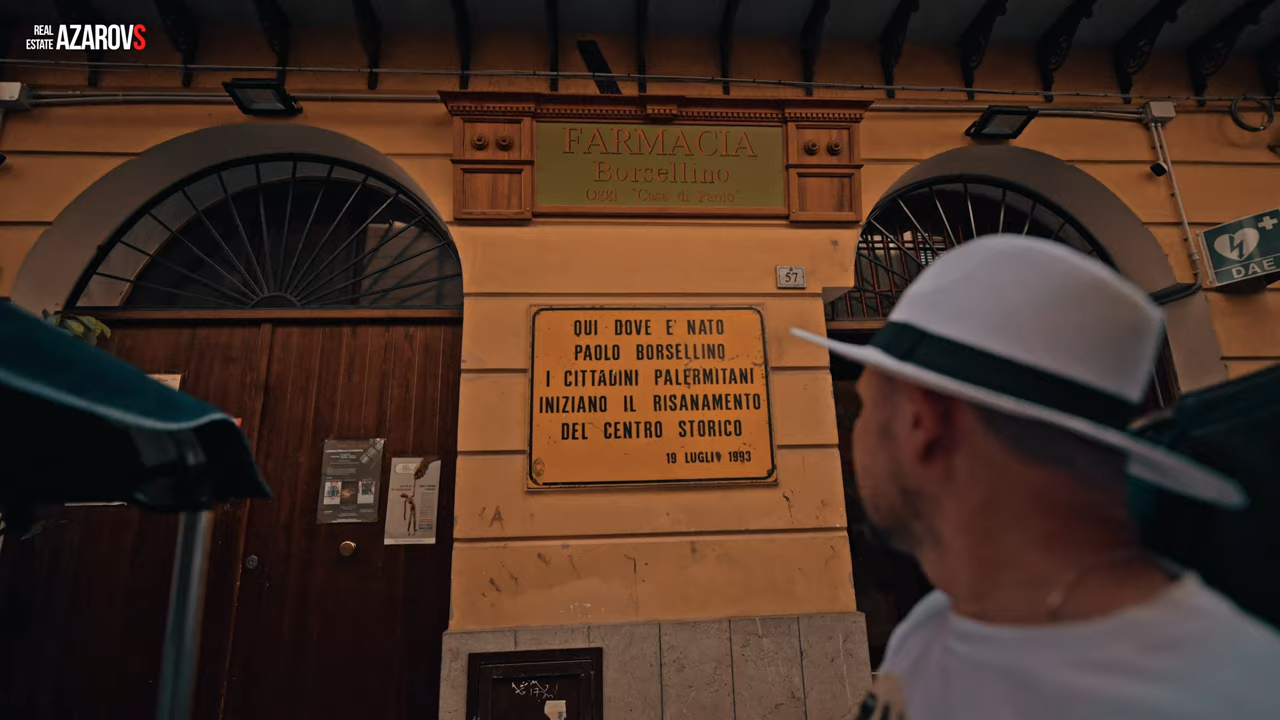 REAL ESTATE AZAROVS
FARMACIA
Borsellino
Oggi "Casa di Paolo"
57
QUI DOVE E' NATO
PAOLO BORSELLINO
I CITTADINI PALERMITANI
INIZIANO IL RISANAMENTO
DEL CENTRO STORICO
19 LUGLIO 1993
DAE